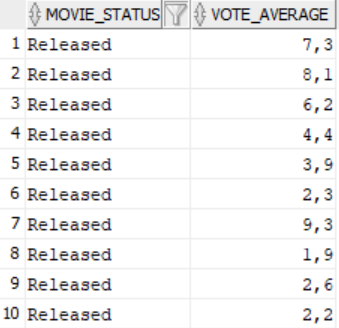 MOVIE_STATUS VOTE_AVERAGE
1 Released 7,3
2 Released 8,1
3 Released 6,2
4 Released 4,4
5 Released 3,9
6 Released 2,3
7 Released 9,3
8 Released 1,9
9 Released 2,6
10 Released 2,2